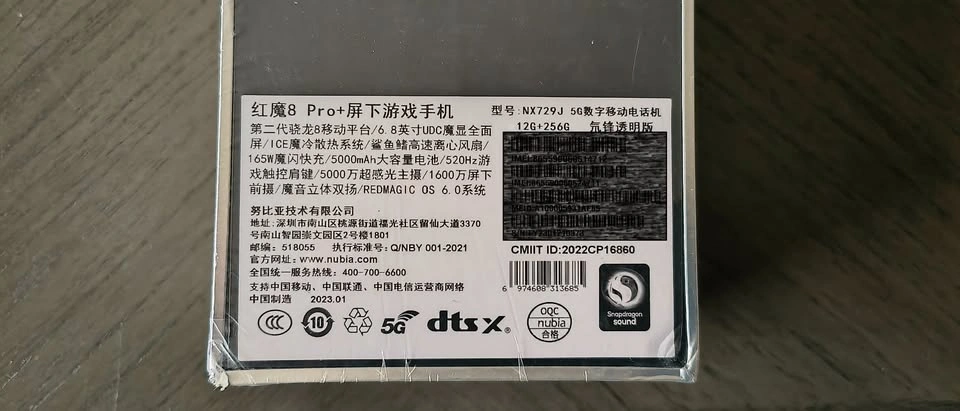 红魔8 Pro+屏下游戏手机
型号: NX729J 5G数字移动电话机
12G+256G 氘锋透明版
第二代骁龙8移动平台/6.8英寸UDC魔显全面
屏/ICE魔冷散热系统/鲨鱼鳍高速离心风扇/
165W魔闪快充/5000mAh大容量电池/520Hz游
戏触控肩键/5000万超感光主摄/1600万屏下
前摄/魔音立体双扬/REDMAGIC OS 6.0系统
努比亚技术有限公司
地址: 深圳市南山区桃源街道福光社区留仙大道3370
号南山智园崇文园区2号楼1801
邮编: 518055 执行标准号: Q/NBY 001-2021
官方网址: www.nubia.com
全国统一服务热线: 400-700-6600
支持中国移动、中国联通、中国电信运营商网络
中国制造 2023.01
CMIIT ID:2022CP16860
6 974608 313685
CCC
10
5G
dts X®
OQC
nubia
合格
Snapdragon
sound